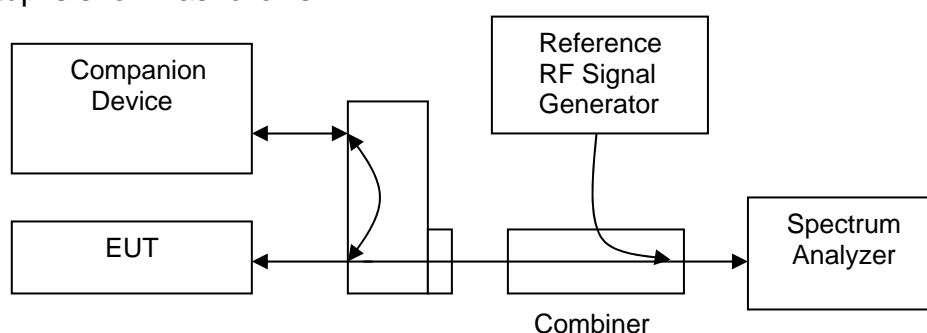 Companion
Device
Reference
RF Signal
Generator
EUT
Spectrum
Analyzer
Combiner